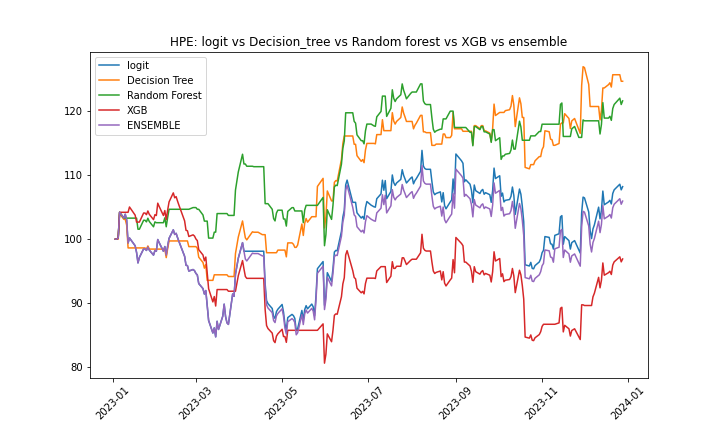 HPE: logit vs Decision_tree vs Random forest vs XGB vs ensemble
logit
Decision Tree
Random Forest
XGB
ENSEMBLE
120
110
100
90
80
2023-01
2023-03
2023-05
2023-07
2023-09
2023-11
2024-01